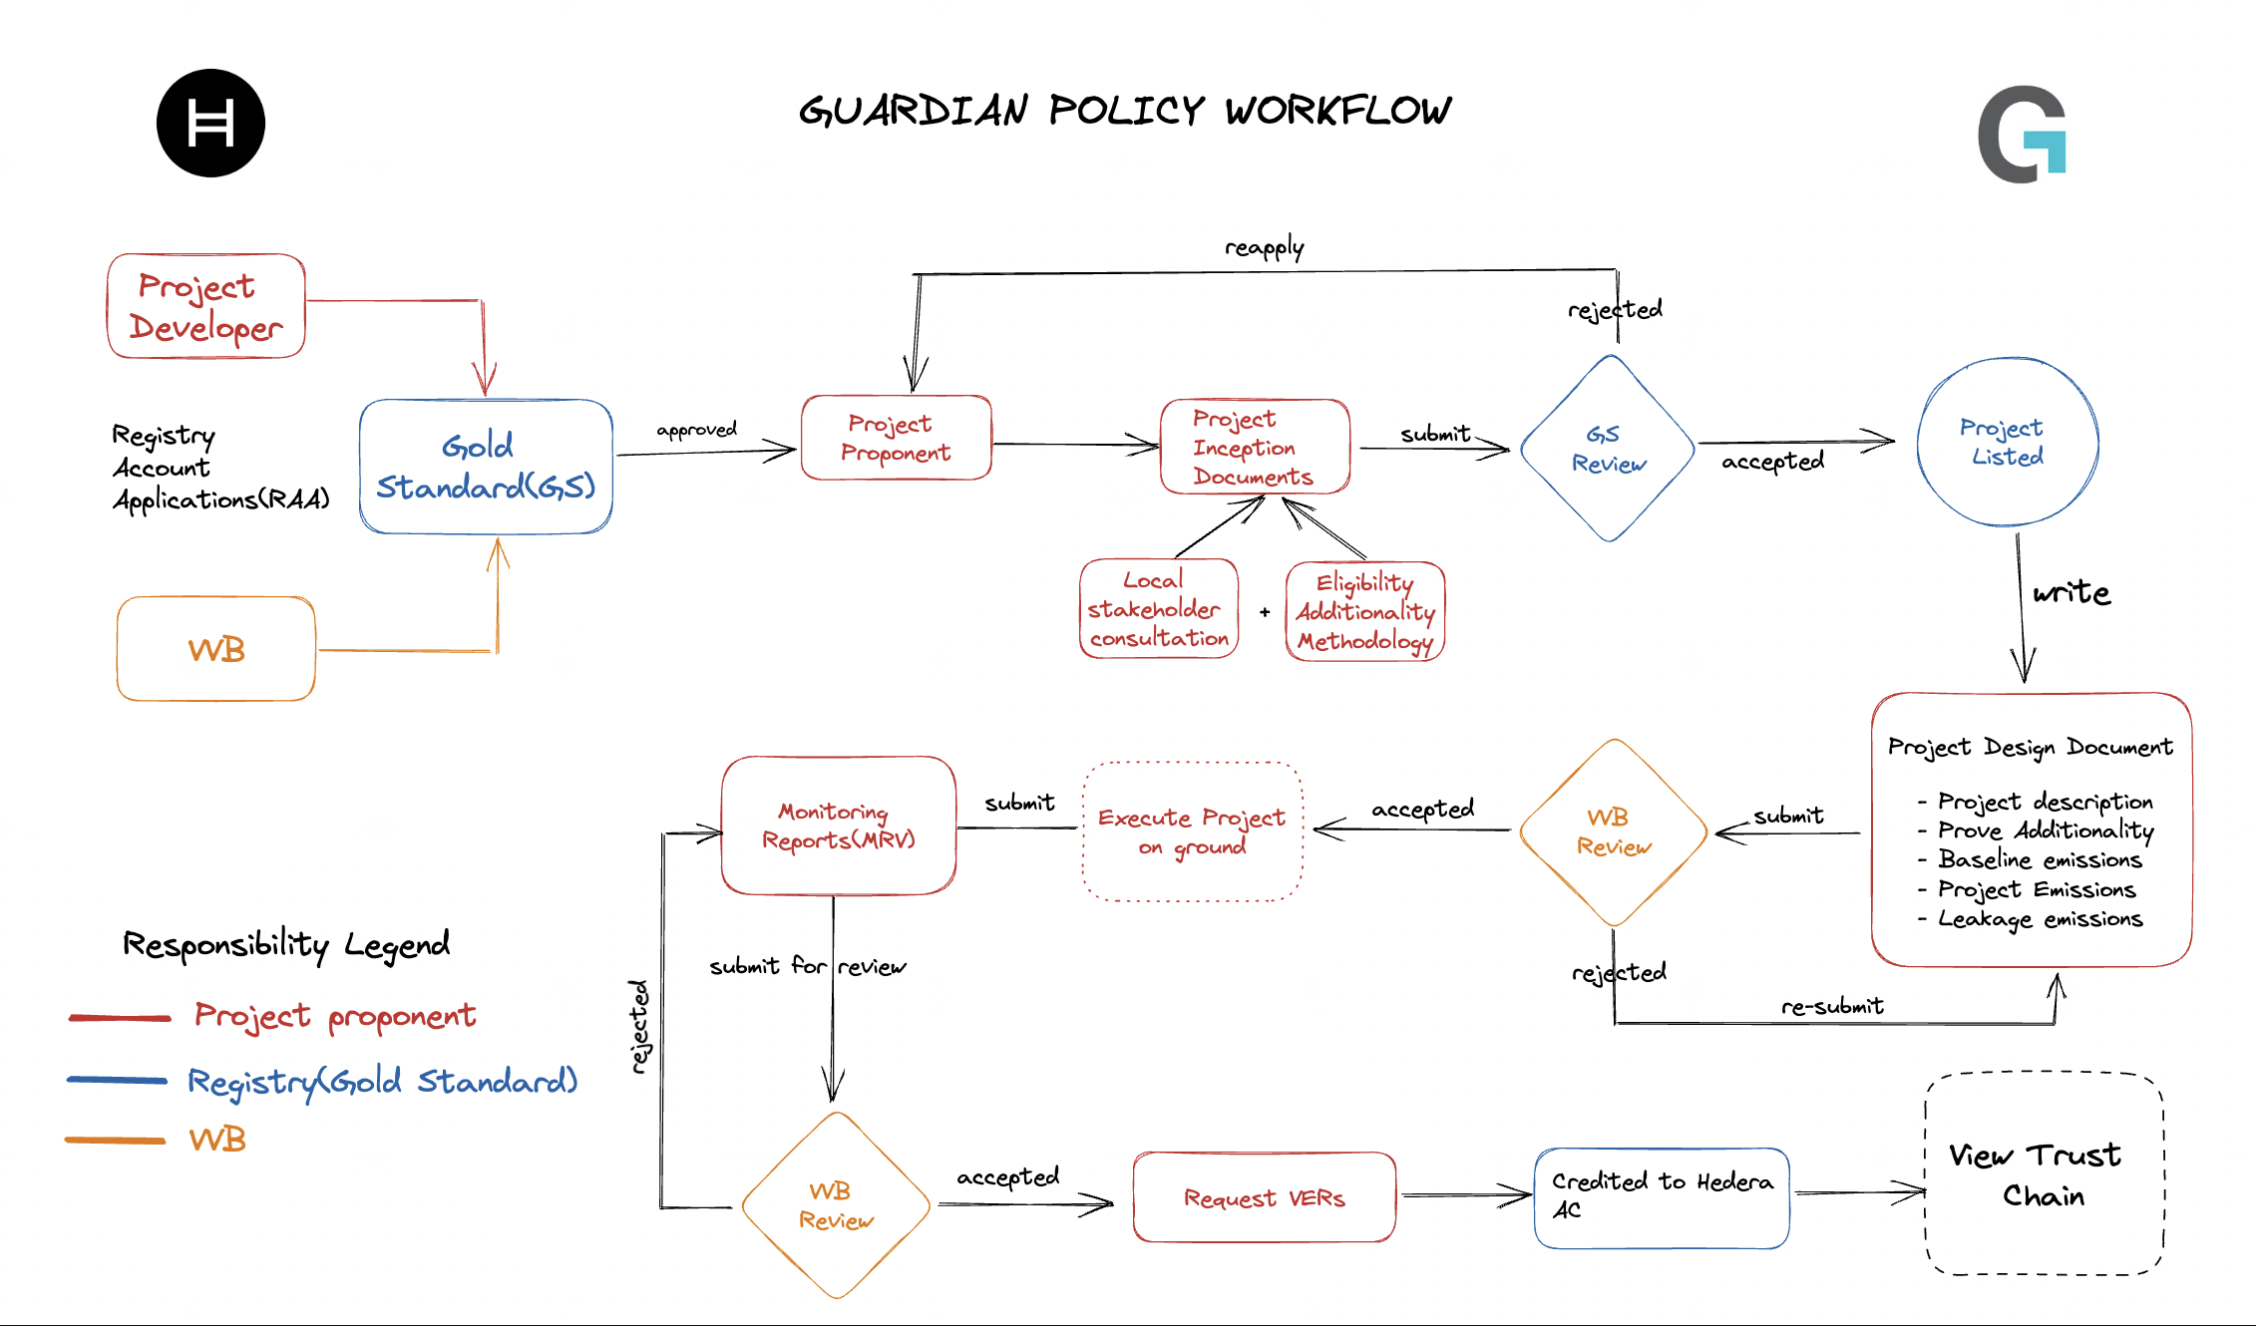 GUARDIAN POLICY WORKFLOW
reapply
rejected
Project
Developer
Registry
Account
Applications(RAA)
Gold
Standard(GS)
approved
Project
Proponent
Project
Inception
Documents
submit
GS
Review
accepted
Project
Listed
Local
stakeholder
consultation
+
Eligibility
Additionality
Methodology
write
VVB
Project Design Document
- Project description
- Prove Additionality
- Baseline emissions
- Project Emissions
- Leakage emissions
submit
VVB
Review
accepted
rejected
re-submit
Execute Project
on ground
submit
Monitoring
Reports(MRV)
submit for review
rejected
Responsibility Legend
Project proponent
Registry(Gold Standard)
VVB
VVB
Review
accepted
Request VERs
Credited to Hedera
AC
View Trust
Chain